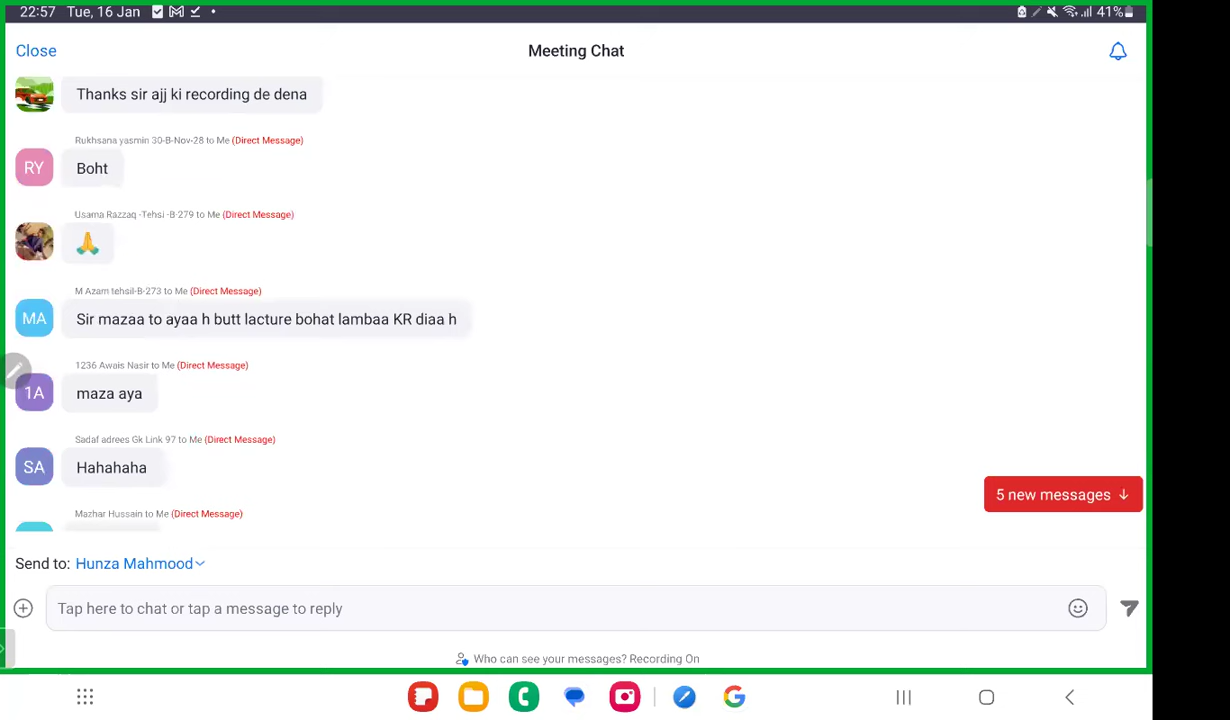 22:57 Tue, 16 Jan 41%
Close Meeting Chat
Thanks sir ajj ki recording de dena
Rukhsana yasmin 30-B-Nov-28 to Me (Direct Message)
RY Boht
Usama Razzaq -Tehsi -B-279 to Me (Direct Message)
🙏
M Azam tehsil-B-273 to Me (Direct Message)
MA Sir mazaa to ayaa h butt lacture bohat lambaa KR diaa h
1236 Awais Nasir to Me (Direct Message)
1A maza aya
Sadaf adrees Gk Link 97 to Me (Direct Message)
SA Hahahaha
5 new messages ↓
Mazhar Hussain to Me (Direct Message)
Send to: Hunza Mahmood
Tap here to chat or tap a message to reply
Who can see your messages? Recording On